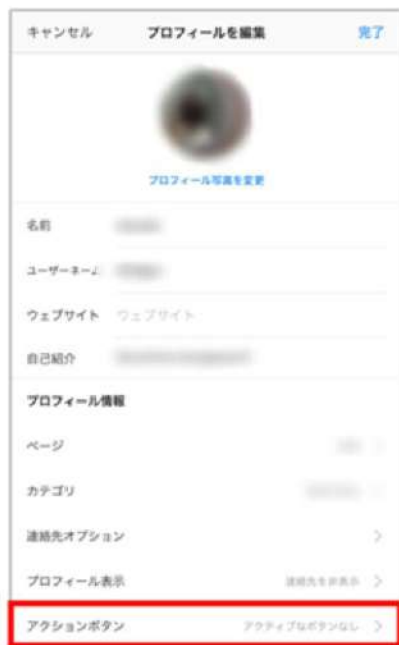 キャンセル プロフィールを編集 完了
プロフィール写真を変更
名前
ユーザーネーム
ウェブサイト ウェブサイト
自己紹介
プロフィール情報
ページ
カテゴリ
連絡先オプション
プロフィール表示 連絡先を非表示
アクションボタン アクティブなボタンなし